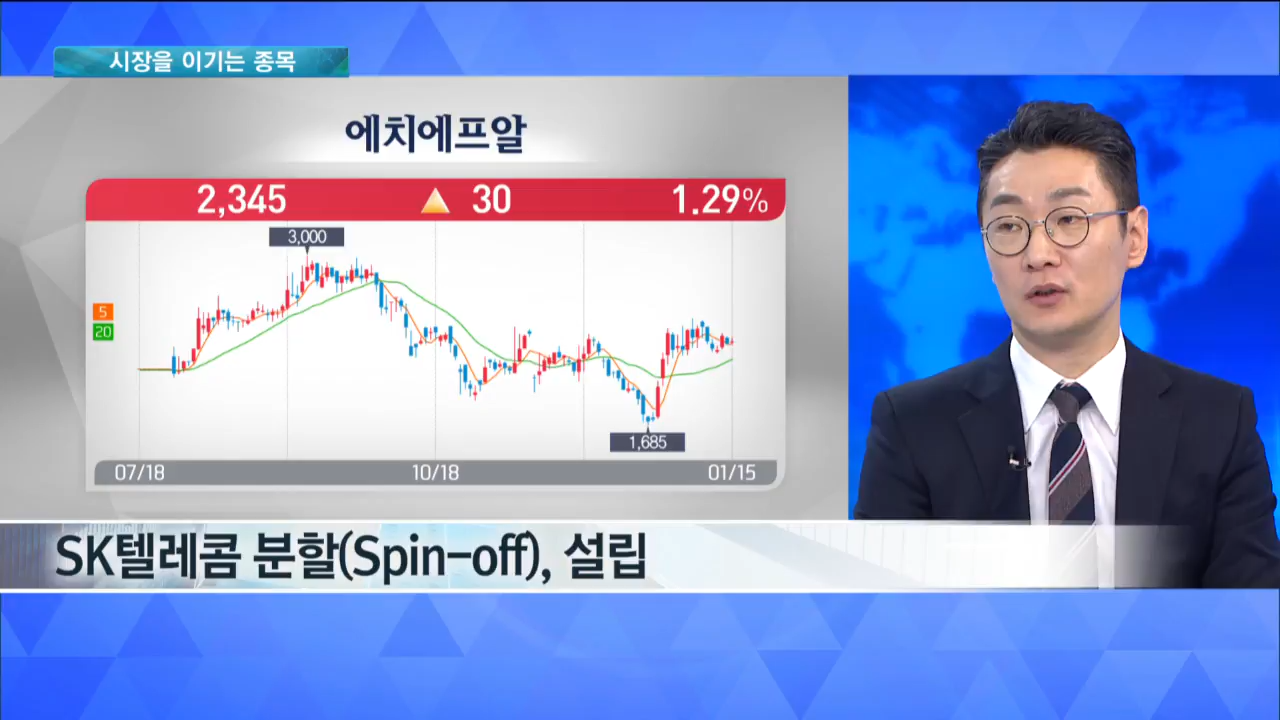 시장을 이기는 종목
에치에프알
2,345 ▲ 30 1.29%
3,000
5
20
1,685
07/18 10/18 01/15
SK텔레콤 분할(Spin-off), 설립